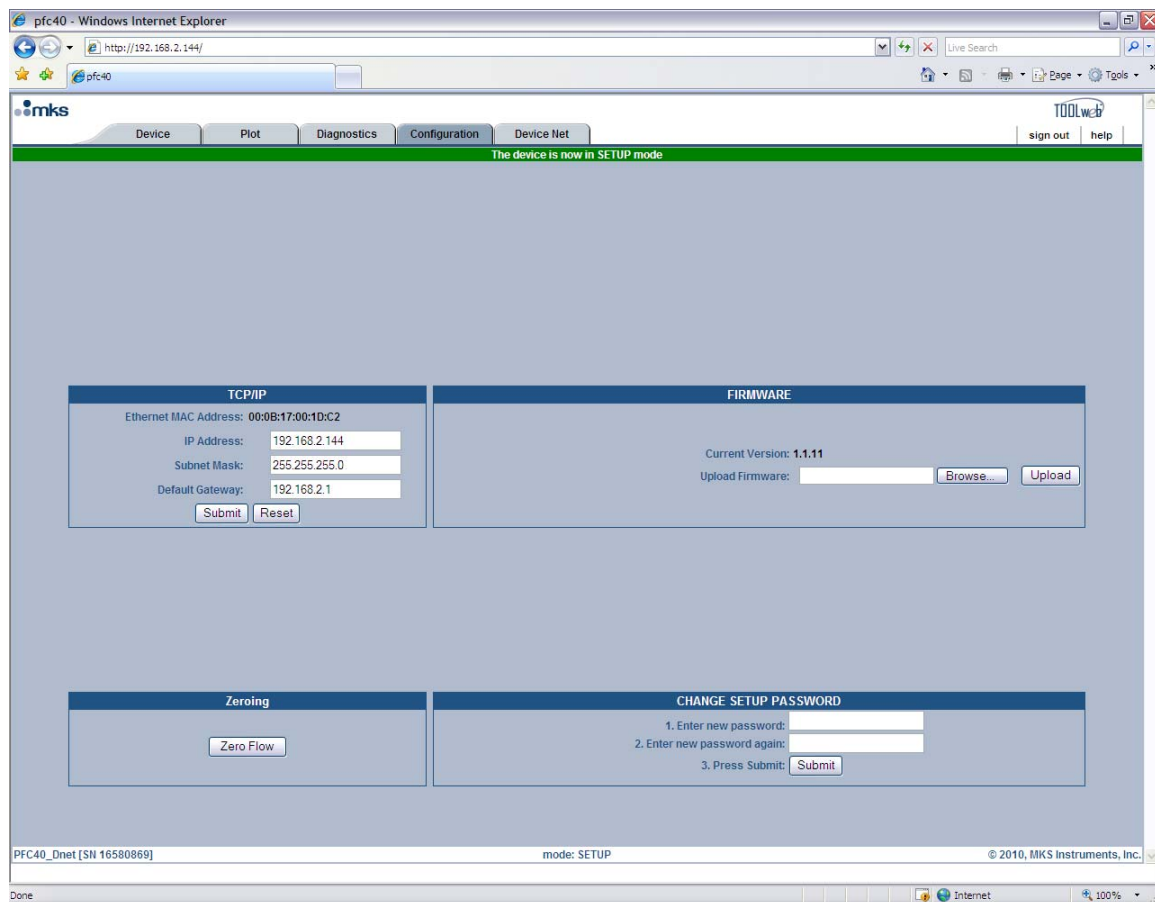 pfc40 - Windows Internet Explorer
http://192.168.2.144/
Live Search
pfc40
Page
Tools
mks
TOOLweb
Device
Plot
Diagnostics
Configuration
Device Net
sign out
help
The device is now in SETUP mode
TCP/IP
Ethernet MAC Address: 00:0B:17:00:1D:C2
IP Address: 192.168.2.144
Subnet Mask: 255.255.255.0
Default Gateway: 192.168.2.1
Submit
Reset
FIRMWARE
Current Version: 1.1.11
Upload Firmware:
Browse...
Upload
Zeroing
Zero Flow
CHANGE SETUP PASSWORD
1. Enter new password:
2. Enter new password again:
3. Press Submit: Submit
PFC40_Dnet [SN 16580869]
mode: SETUP
© 2010, MKS Instruments, Inc.
Done
Internet
100%